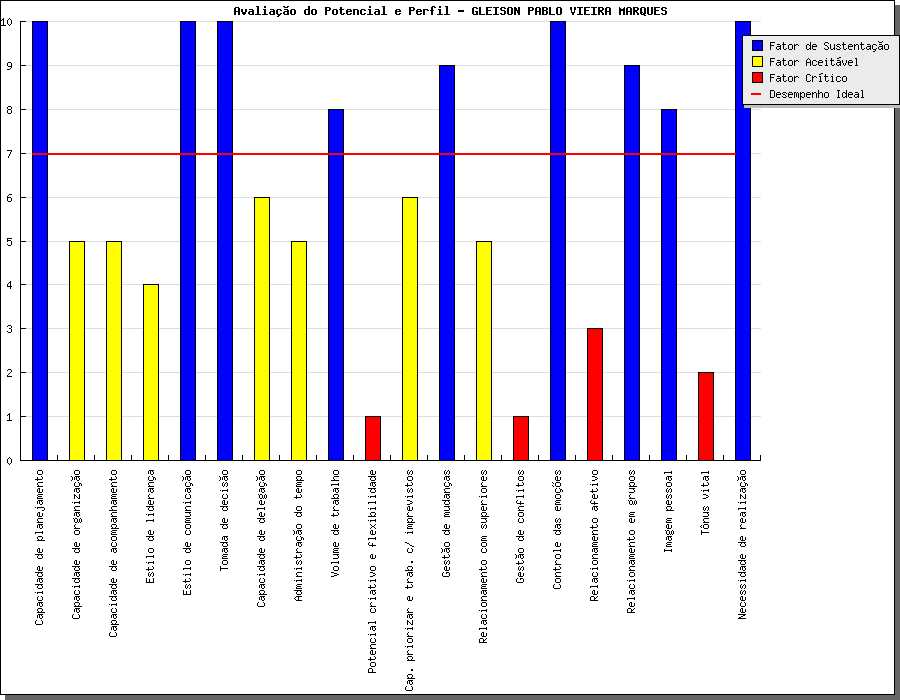 Avaliação do Potencial e Perfil - GLEISON PABLO VIEIRA MARQUES
Fator de Sustentação
Fator Aceitável
Fator Crítico
Desempenho Ideal
10
9
8
7
6
5
4
3
2
1
0
Capacidade de planejamento
Capacidade de organização
Capacidade de acompanhamento
Estilo de liderança
Estilo de comunicação
Tomada de decisão
Capacidade de delegação
Administração do tempo
Volume de trabalho
Potencial criativo e flexibilidade
Cap. priorizar e trab. c/ imprevistos
Gestão de mudanças
Relacionamento com superiores
Gestão de conflitos
Controle das emoções
Relacionamento afetivo
Relacionamento em grupos
Imagem pessoal
Tônus vital
Necessidade de realização